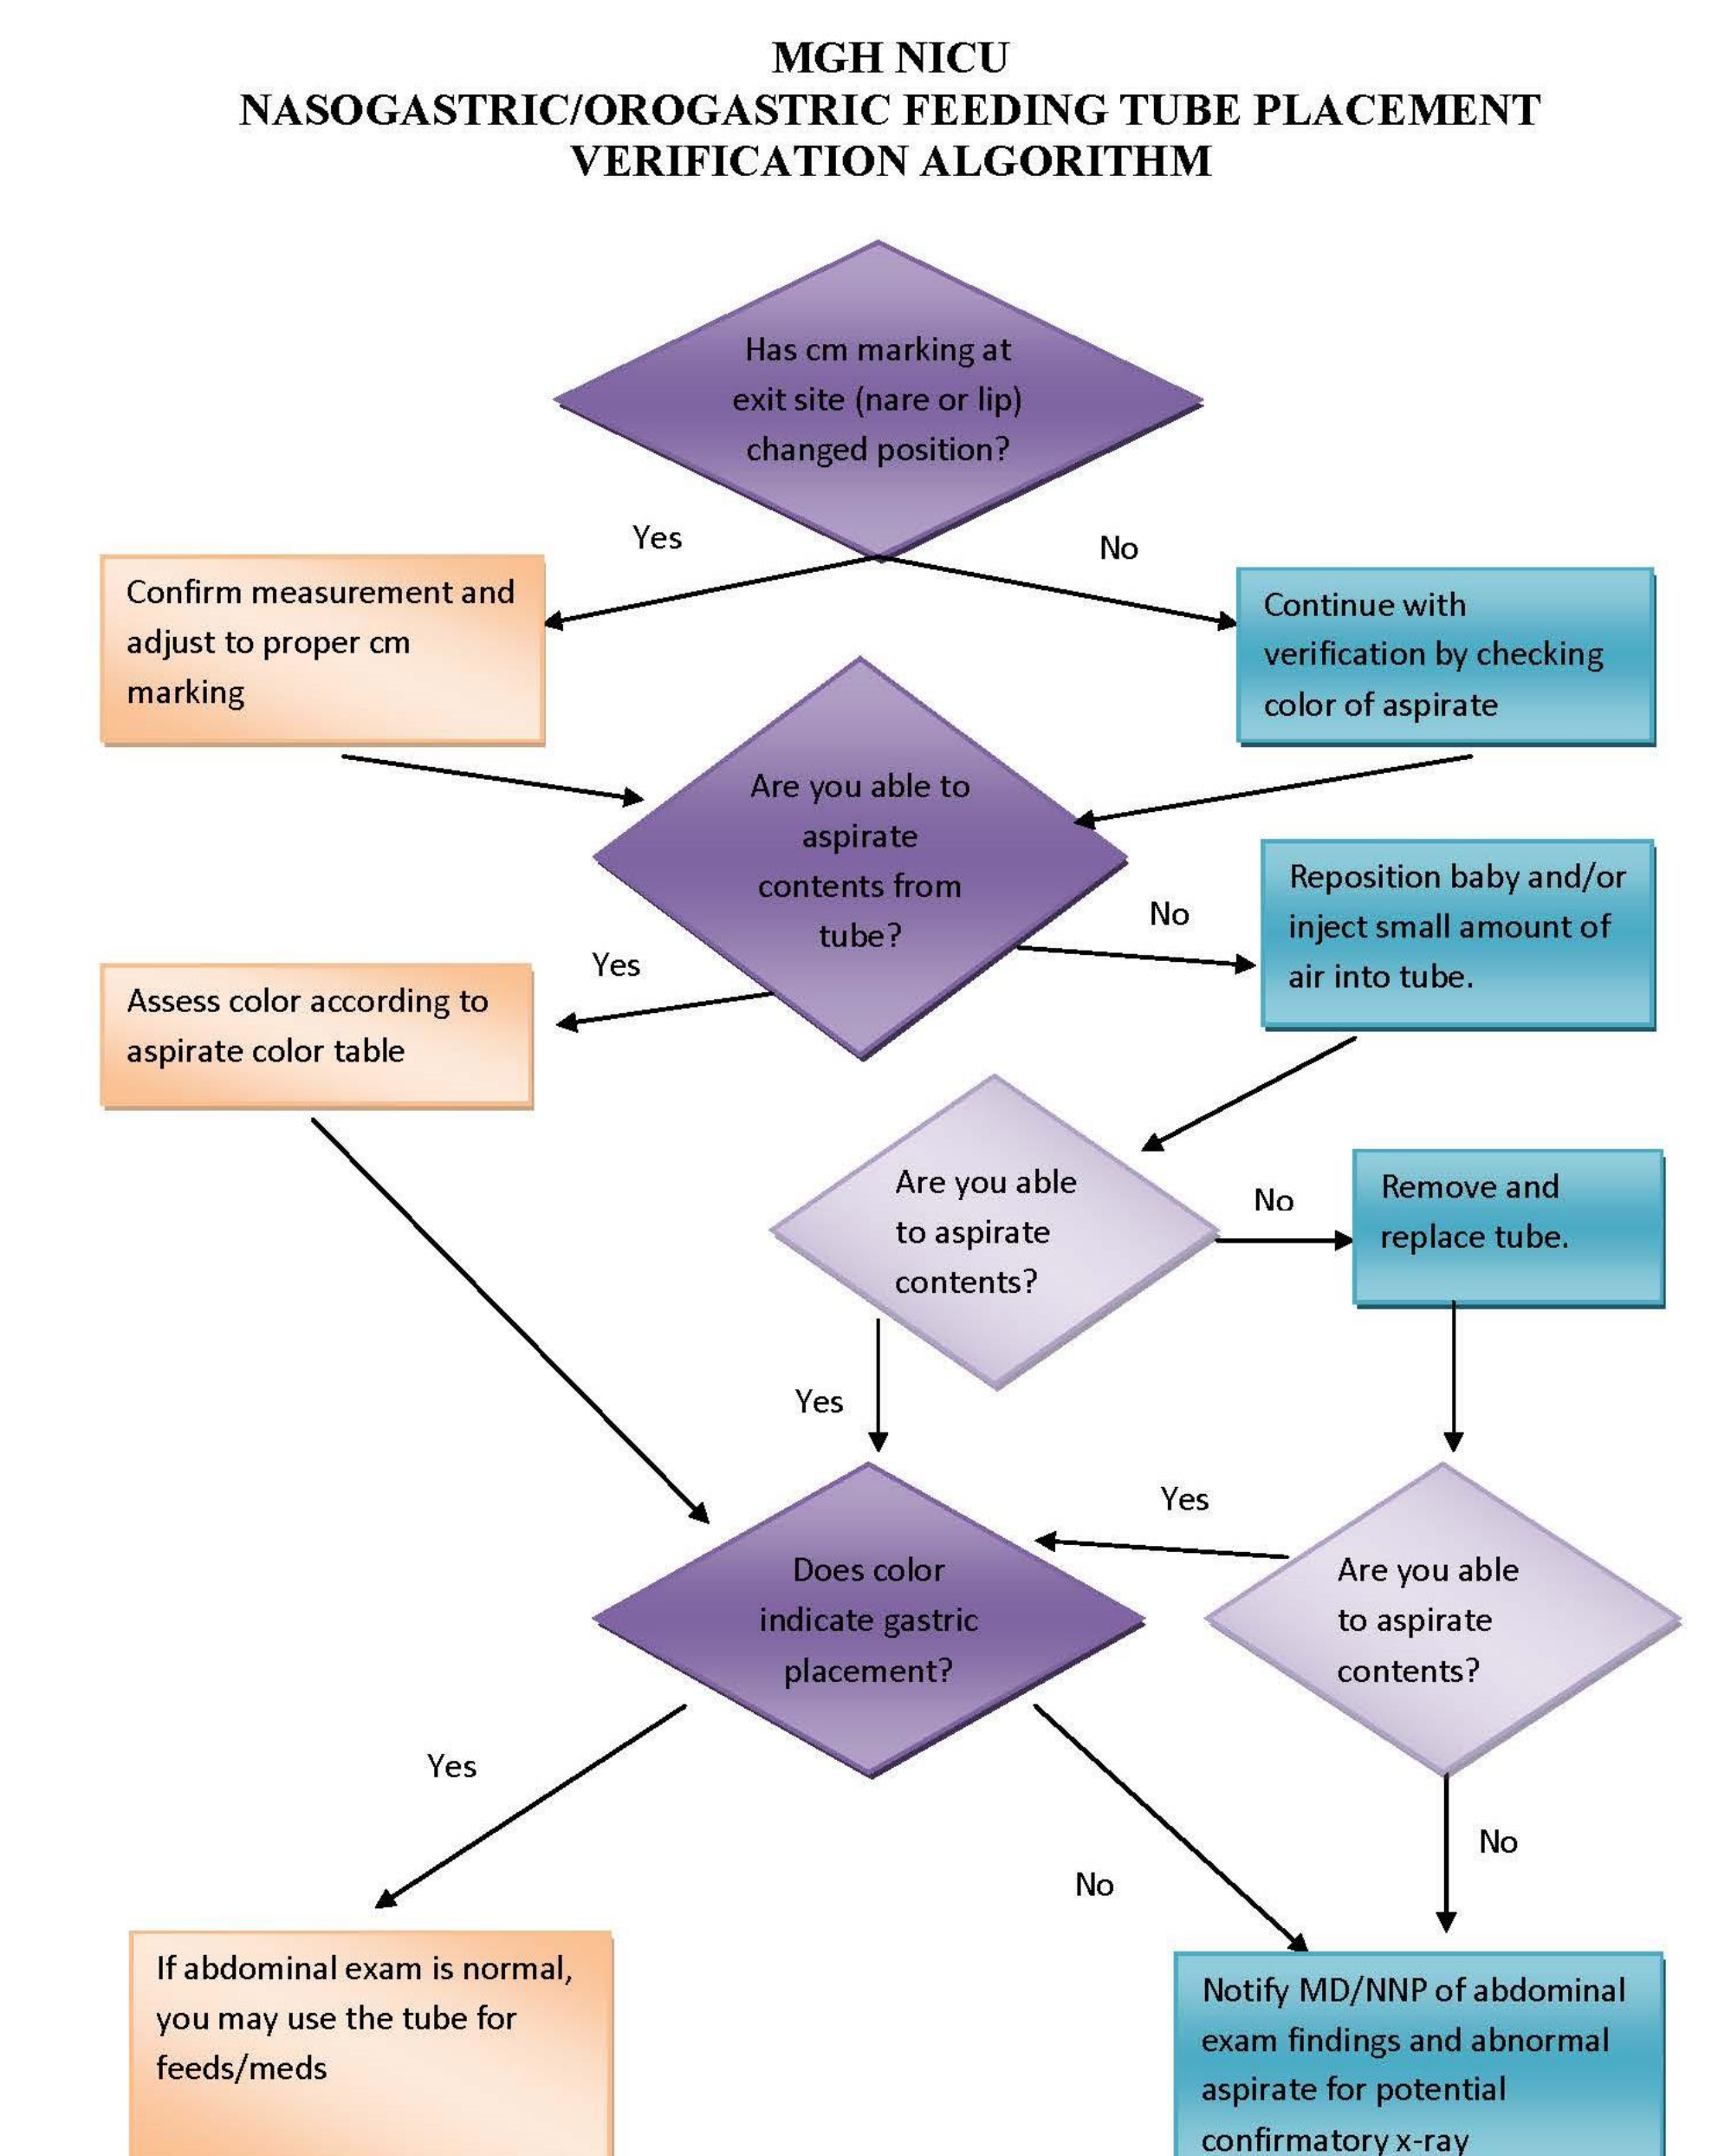 MGH NICU
NASOGASTRIC/OROGASTRIC FEEDING TUBE PLACEMENT
VERIFICATION ALGORITHM
Has cm marking at
exit site (nare or lip)
changed position?
Yes
No
Confirm measurement and
adjust to proper cm
marking
Continue with
verification by checking
color of aspirate
Are you able to
aspirate
contents from
tube?
Yes
No
Reposition baby and/or
inject small amount of
air into tube.
Assess color according to
aspirate color table
Are you able
to aspirate
contents?
No
Remove and
replace tube.
Yes
Does color
indicate gastric
placement?
Yes
Are you able
to aspirate
contents?
Yes
No
No
If abdominal exam is normal,
you may use the tube for
feeds/meds
Notify MD/NNP of abdominal
exam findings and abnormal
aspirate for potential
confirmatory x-ray